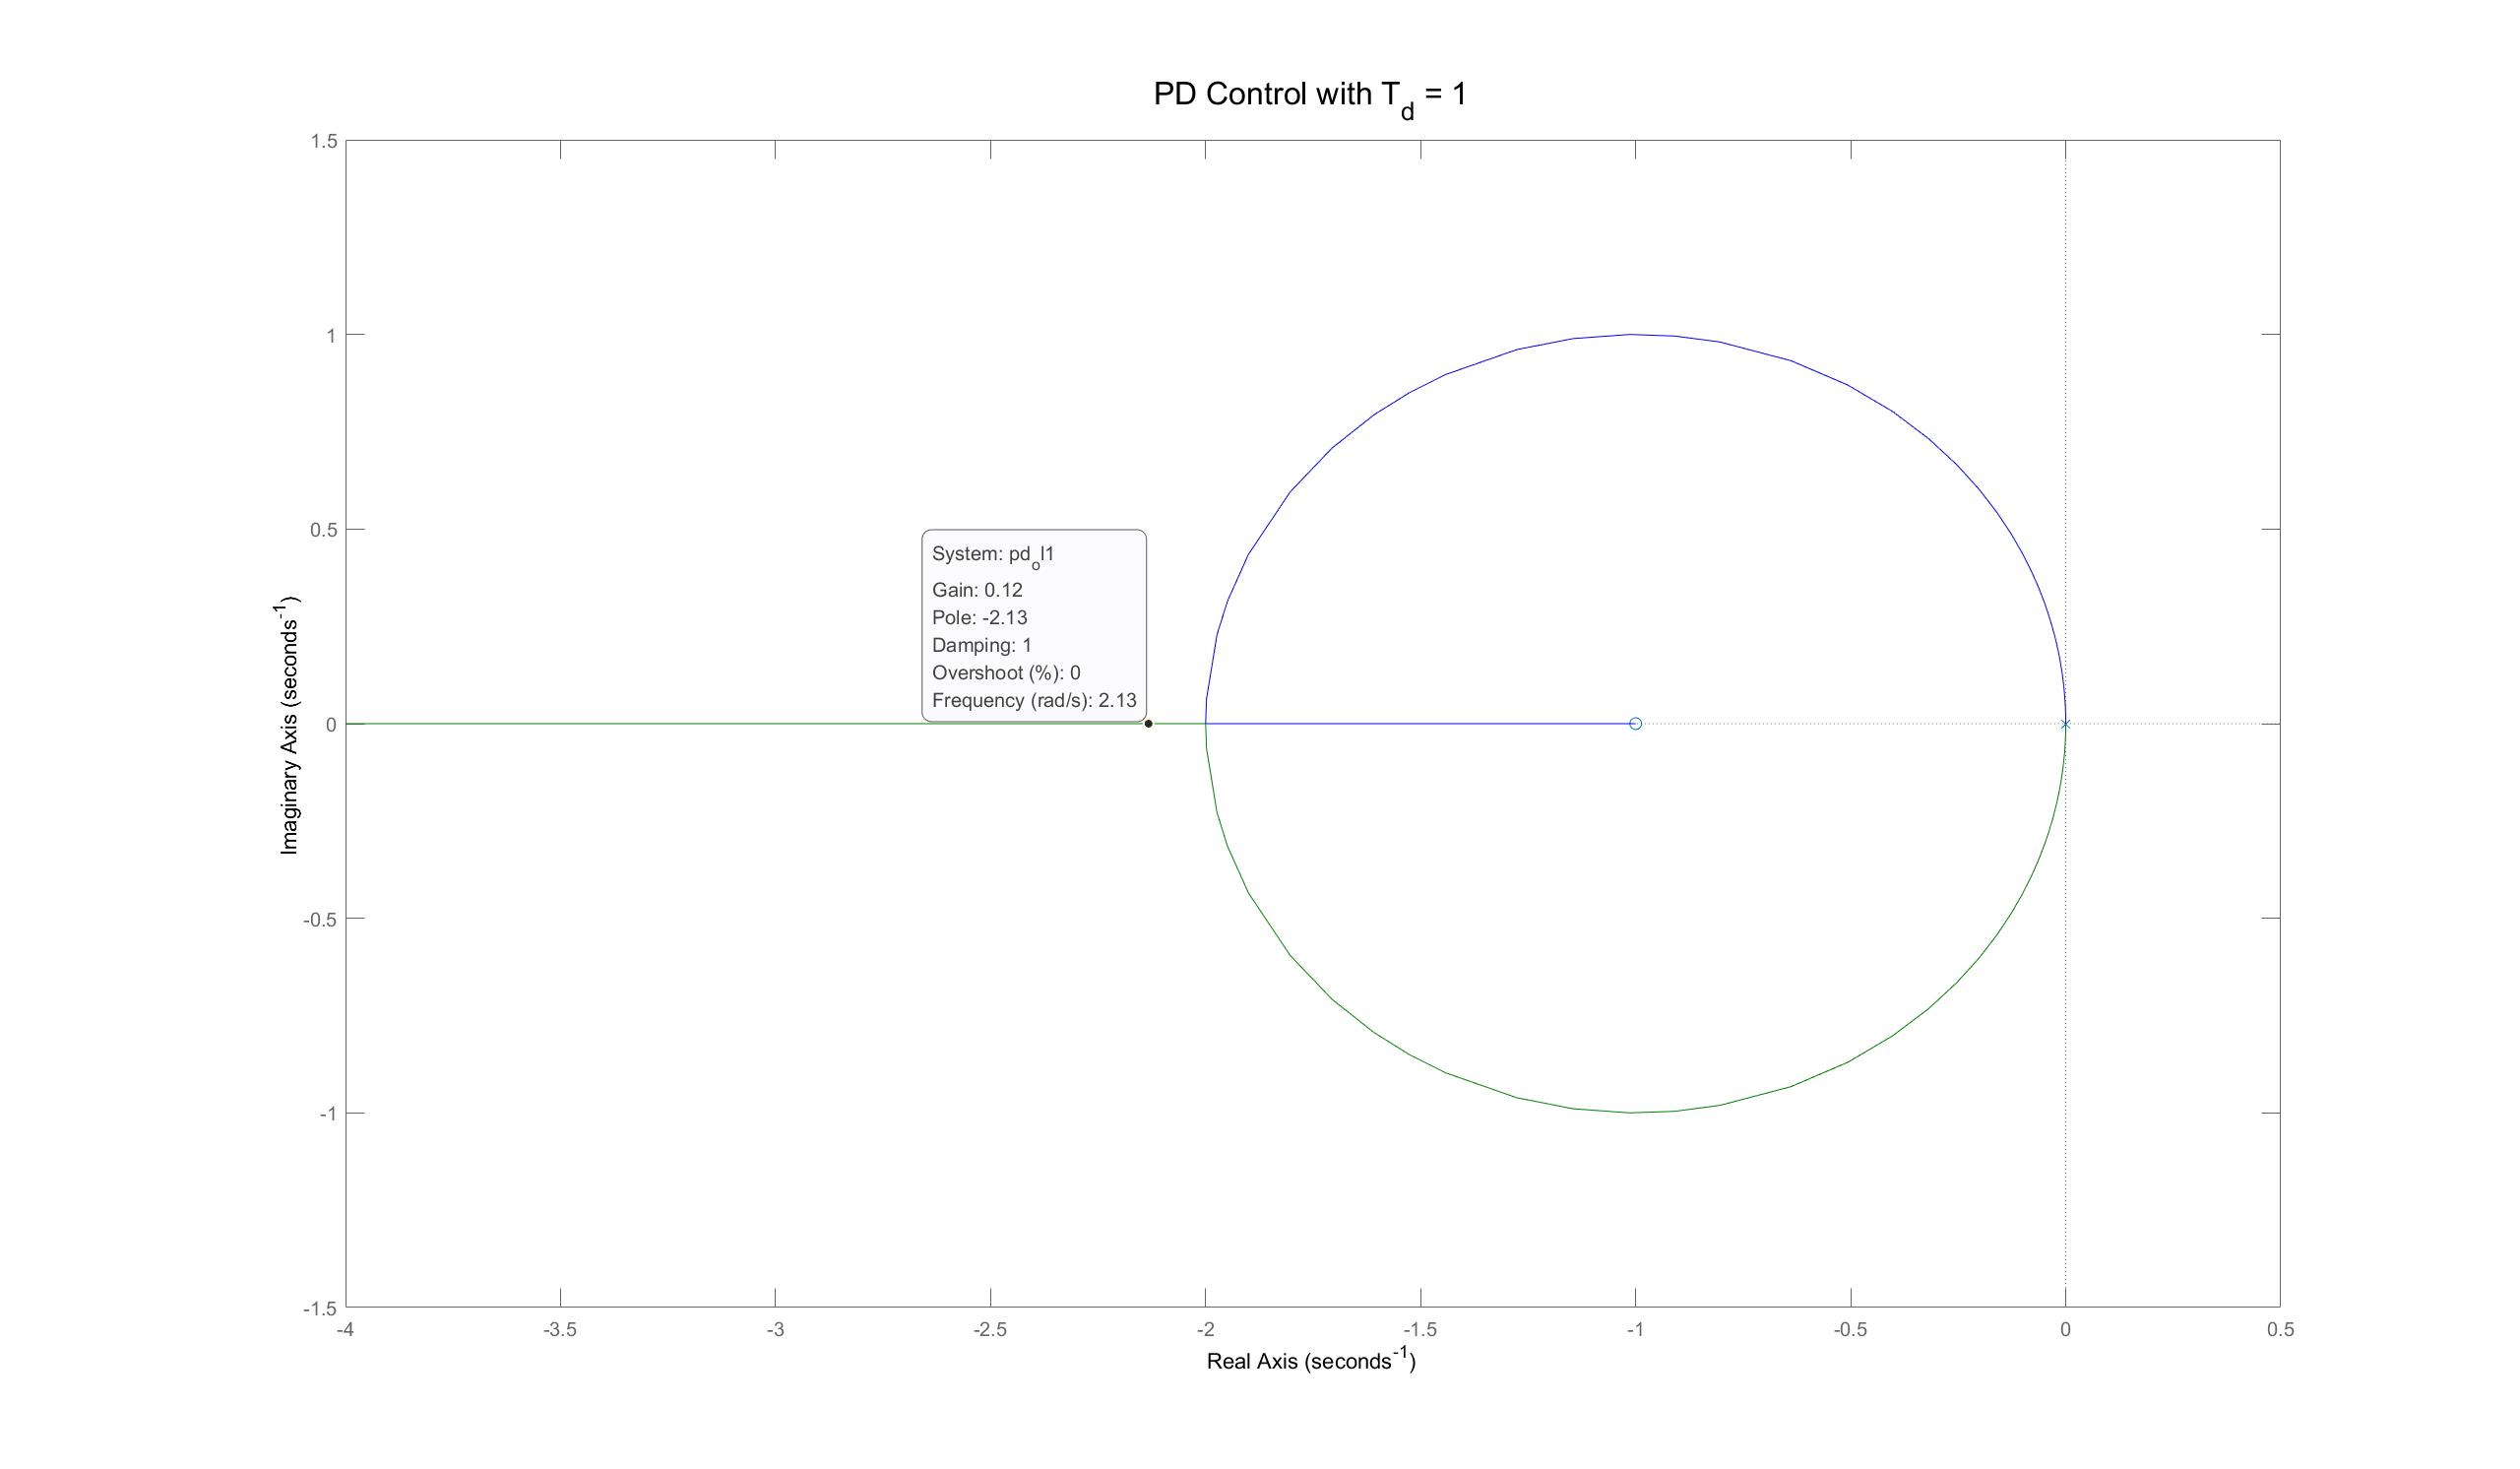 PD Control with T_d = 1
1.5
1
0.5
0
-0.5
-1
-1.5
Imaginary Axis (seconds^-1)
System: pd_ol1
Gain: 0.12
Pole: -2.13
Damping: 1
Overshoot (%): 0
Frequency (rad/s): 2.13
-4 -3.5 -3 -2.5 -2 -1.5 -1 -0.5 0 0.5
Real Axis (seconds^-1)